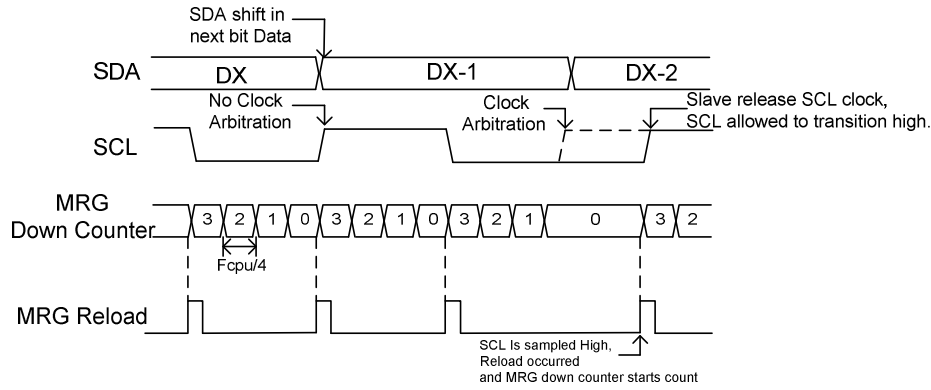 SDA shift in
next bit Data
SDA
DX
DX-1
DX-2
No Clock
Arbitration
Clock
Arbitration
Slave release SCL clock,
SCL allowed to transition high.
SCL
MRG
Down Counter
3 2 1 0 3 2 1 0 3 2 1 0 3 2
Fcpu/4
MRG Reload
SCL Is sampled High,
Reload occurred
and MRG down counter starts count